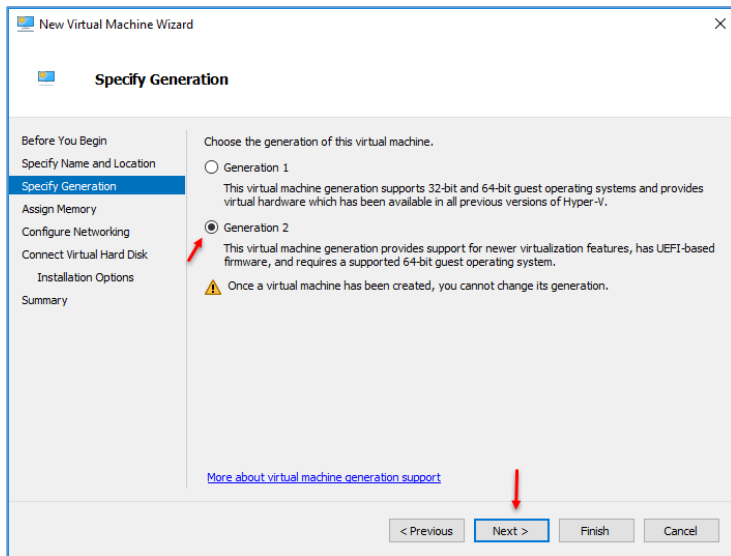 New Virtual Machine Wizard
Specify Generation
Before You Begin
Specify Name and Location
Specify Generation
Assign Memory
Configure Networking
Connect Virtual Hard Disk
Installation Options
Summary
Choose the generation of this virtual machine.
Generation 1
This virtual machine generation supports 32-bit and 64-bit guest operating systems and provides
virtual hardware which has been available in all previous versions of Hyper-V.
Generation 2
This virtual machine generation provides support for newer virtualization features, has UEFI-based
firmware, and requires a supported 64-bit guest operating system.
Once a virtual machine has been created, you cannot change its generation.
More about virtual machine generation support
< Previous
Next >
Finish
Cancel